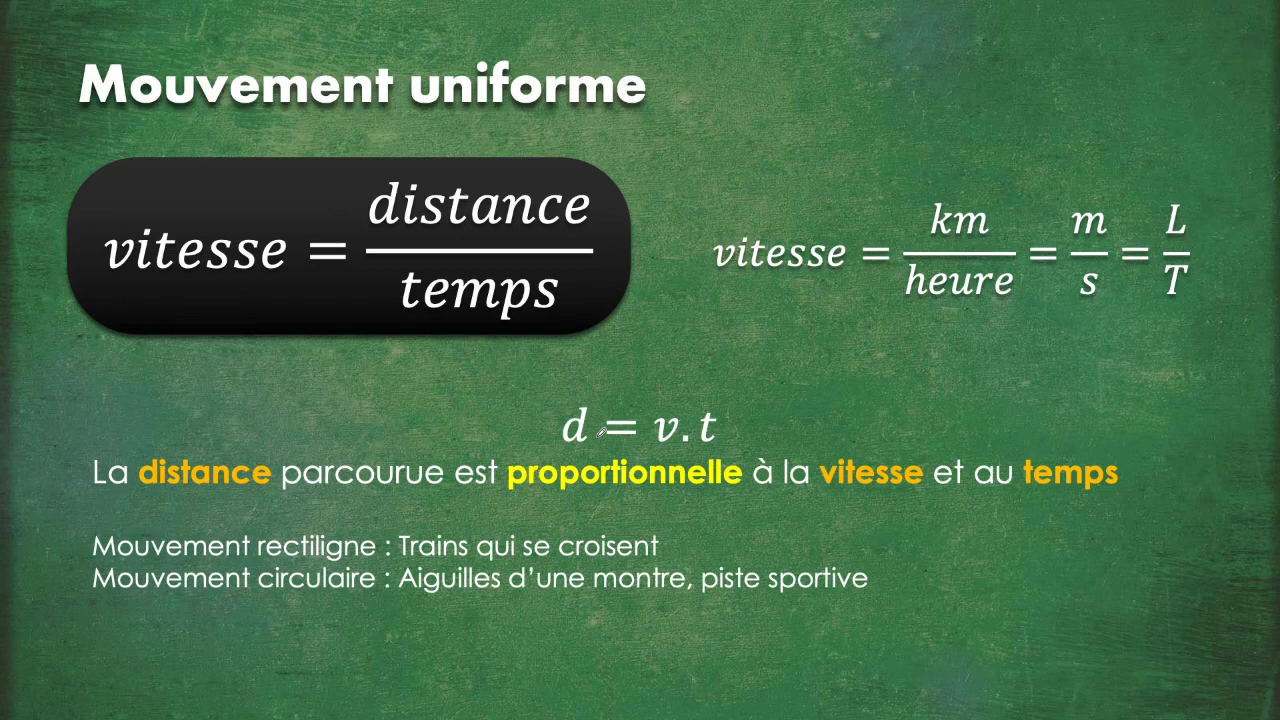 Mouvement uniforme
vitesse = distance / temps
vitesse = km / heure = m / s = L / T
d = v.t
La distance parcourue est proportionnelle à la vitesse et au temps
Mouvement rectiligne : Trains qui se croisent
Mouvement circulaire : Aiguilles d’une montre, piste sportive